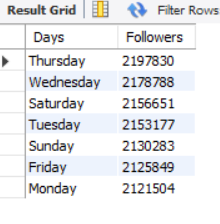 Result Grid Filter Rows
Days Followers
Thursday 2197830
Wednesday 2178788
Saturday 2156651
Tuesday 2153177
Sunday 2130283
Friday 2125849
Monday 2121504